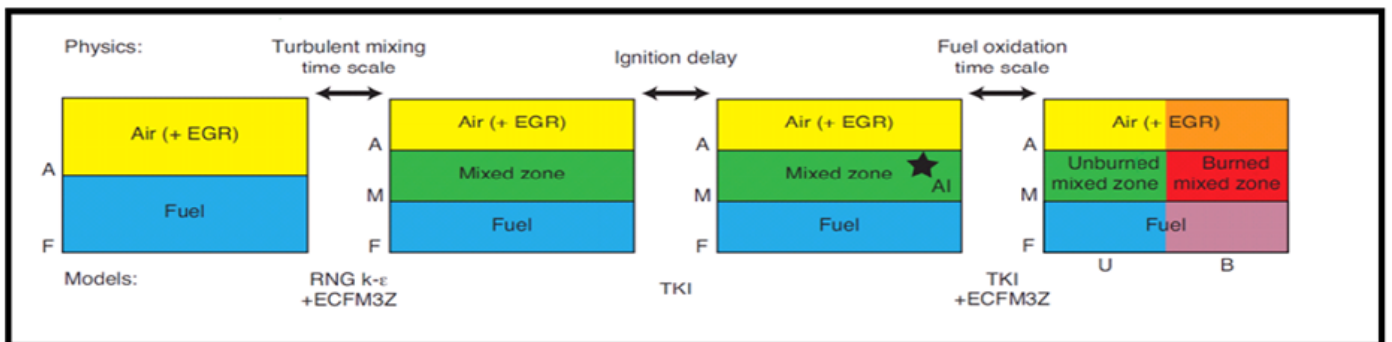 Physics:
Turbulent mixing
time scale
Ignition delay
Fuel oxidation
time scale
Air (+ EGR)
A
Fuel
F
Air (+ EGR)
A
Mixed zone
M
Fuel
F
Air (+ EGR)
A
Mixed zone
AI
M
Fuel
F
Air (+ EGR)
A
Unburned
mixed zone
Burned
mixed zone
M
Fuel
F
U
B
Models:
RNG k-ε
+ECFM3Z
TKI
TKI
+ECFM3Z